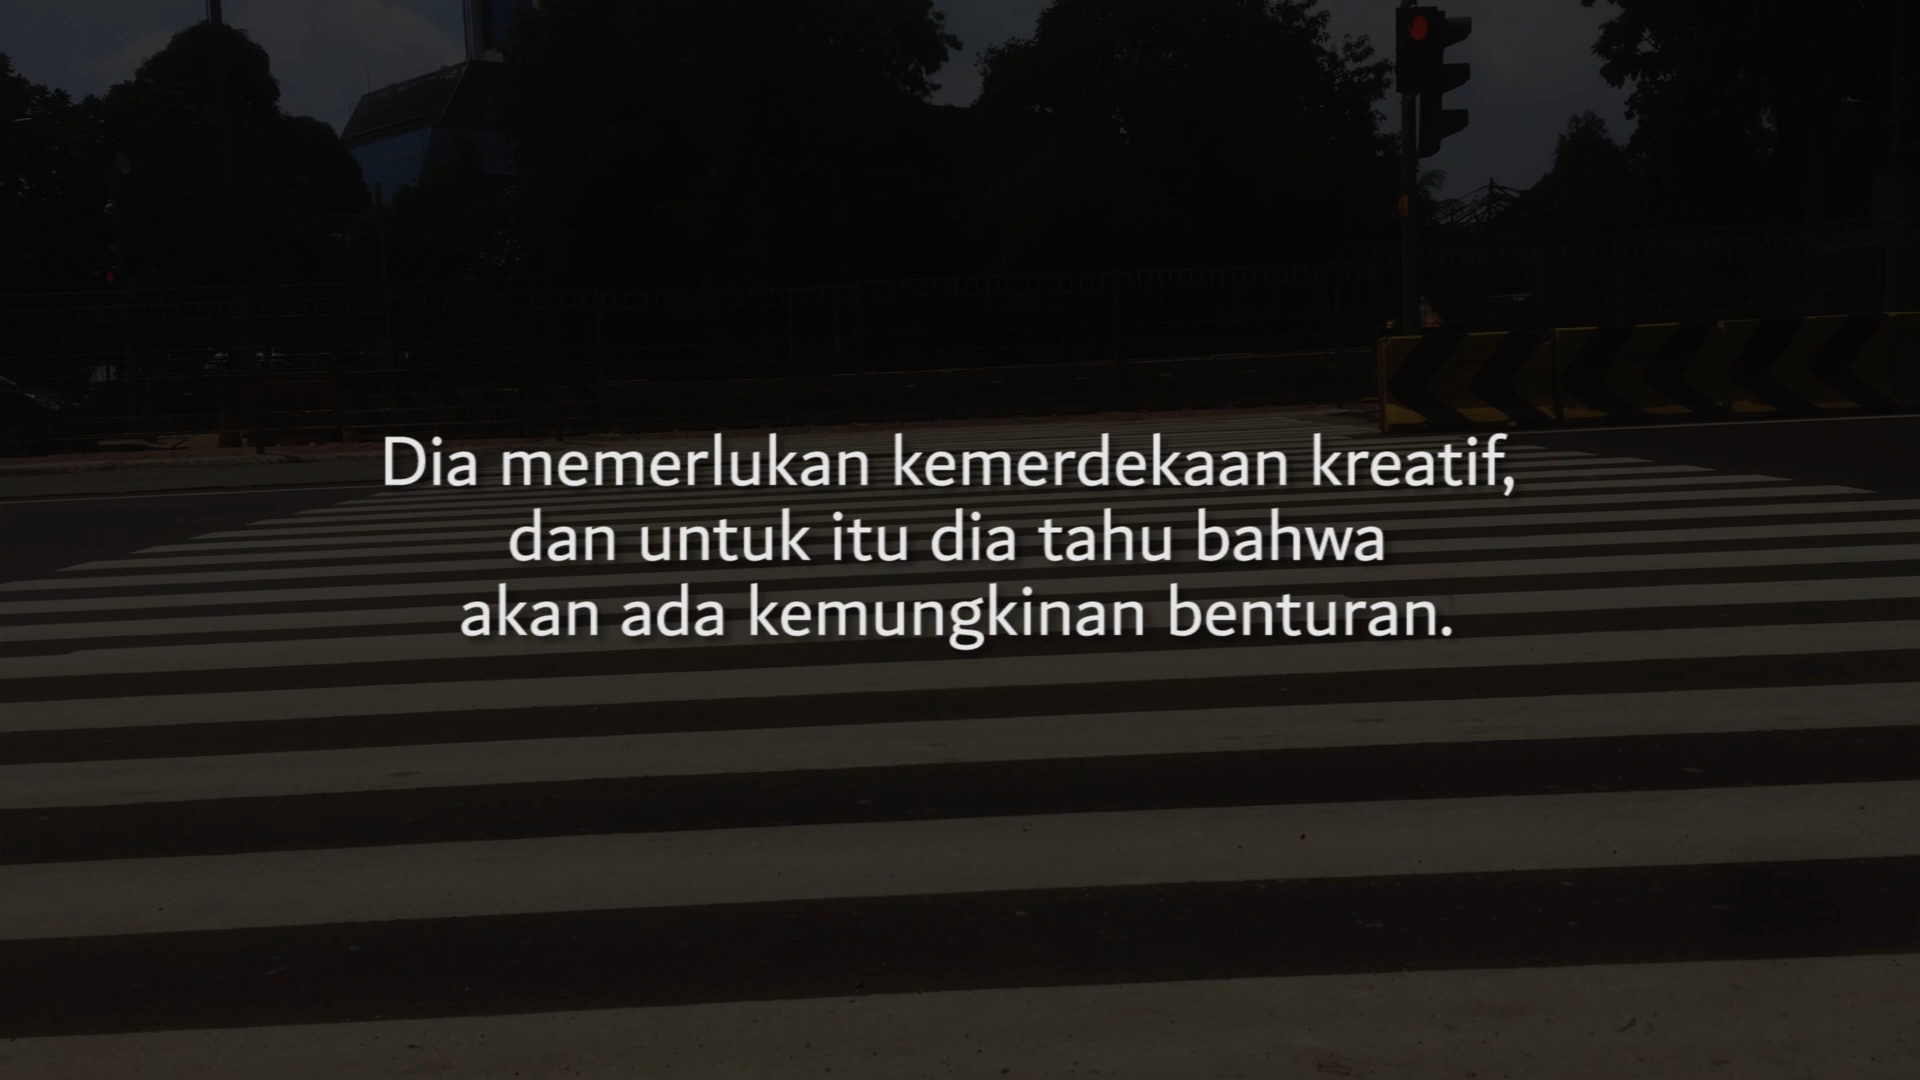 Dia memerlukan kemerdekaan kreatif,
dan untuk itu dia tahu bahwa
akan ada kemungkinan benturan.